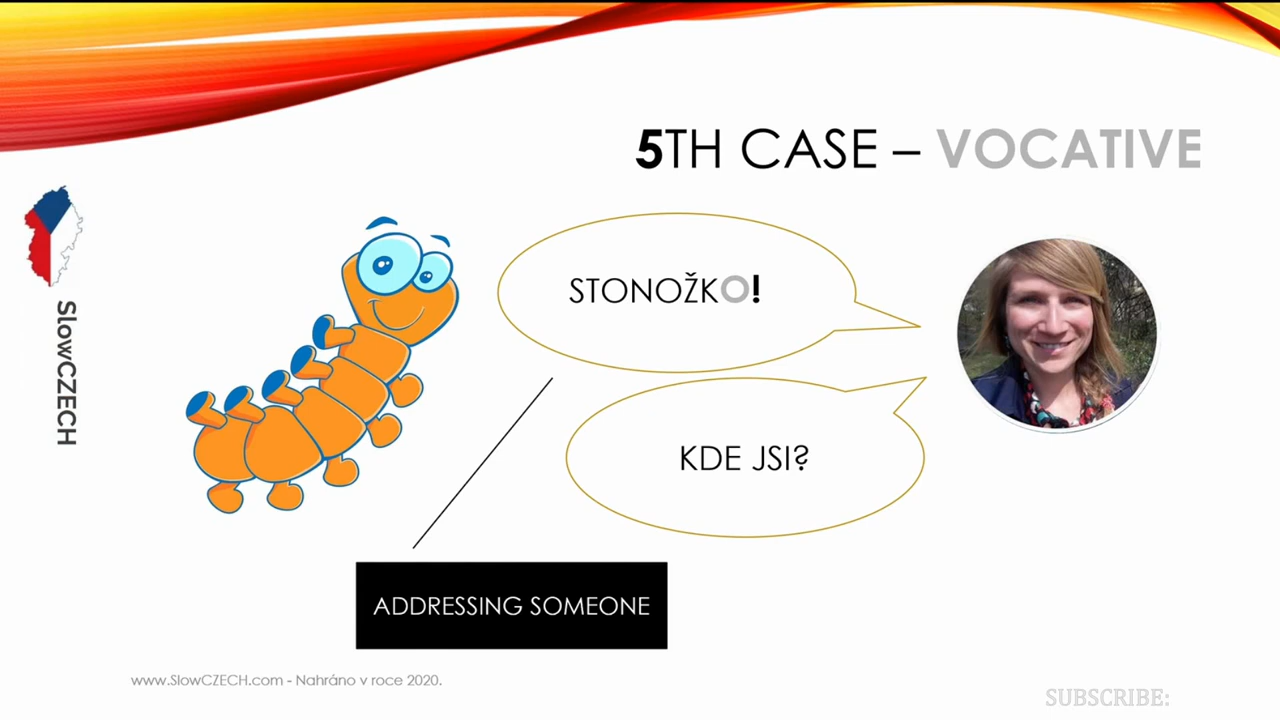 5TH CASE – VOCATIVE
SlowCZECH
STONOŽKO!
KDE JSI?
ADDRESSING SOMEONE
www.SlowCZECH.com - Nahráno v roce 2020.
SUBSCRIBE: